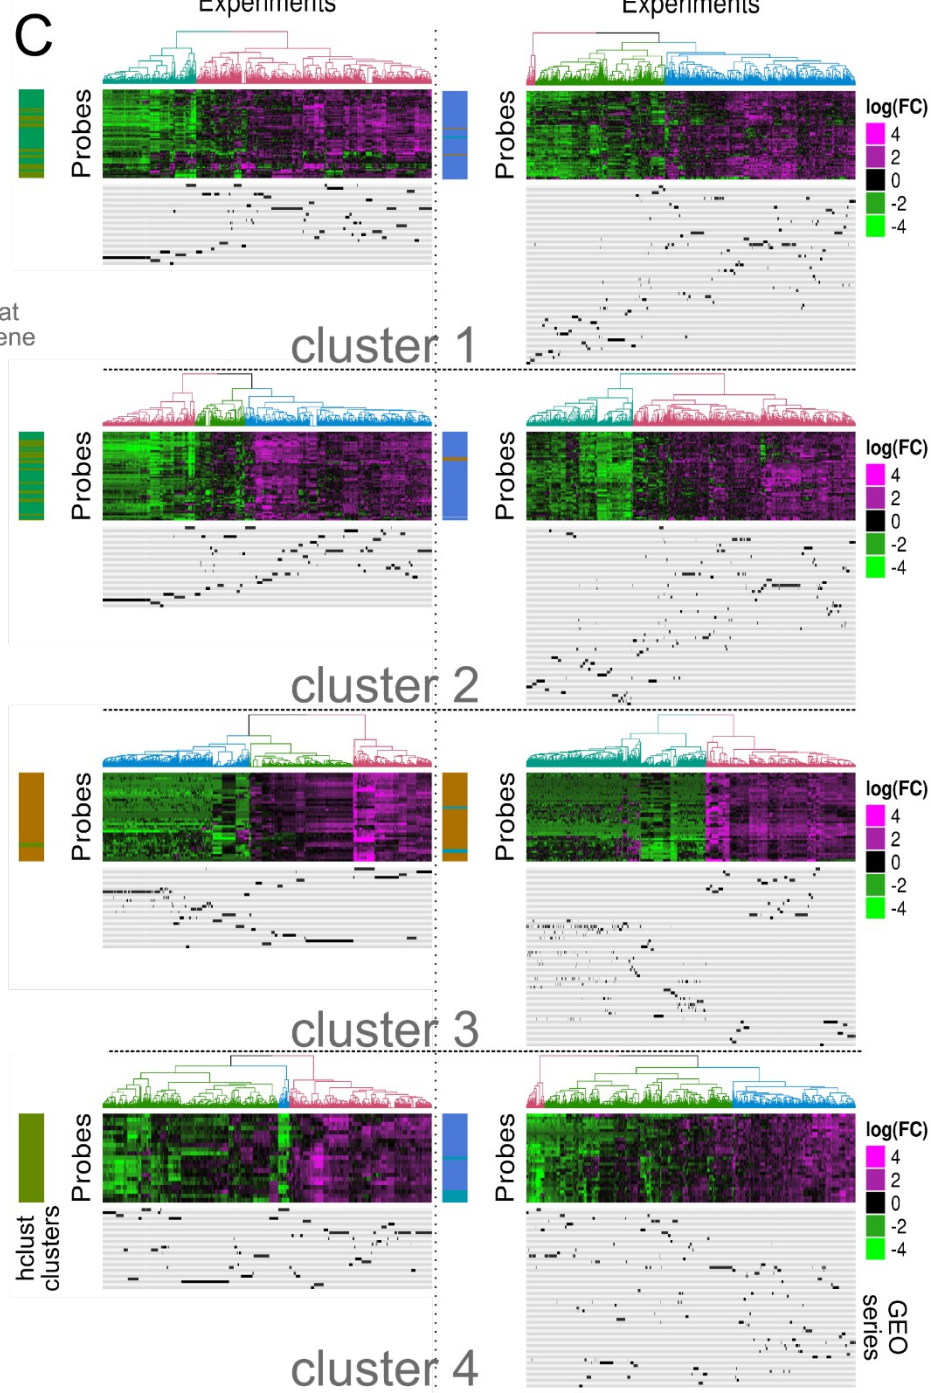 Experiments
Experiments
C
Probes
Probes
log(FC)
4
2
0
-2
-4
at
ene
cluster 1
Probes
Probes
log(FC)
4
2
0
-2
-4
cluster 2
Probes
Probes
log(FC)
4
2
0
-2
-4
cluster 3
Probes
Probes
log(FC)
4
2
0
-2
-4
hclust
clusters
GEO
series
cluster 4